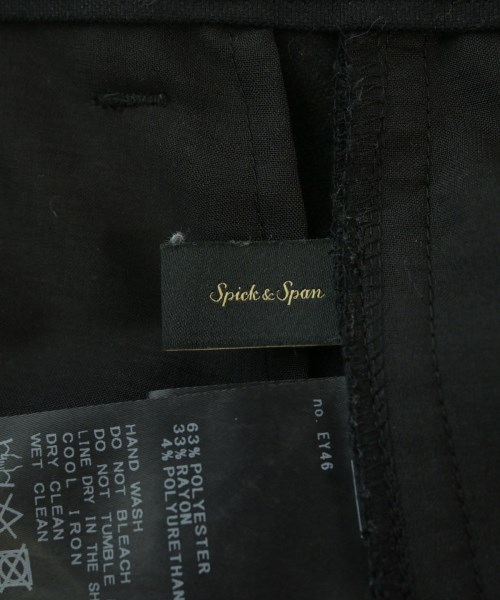 Spick & Span
no. EY46
63% POLYESTER
33% RAYON
4% POLYURETHAN
HAND WASH
DO NOT BLEACH
DO NOT TUMBLE
LINE DRY IN THE SH
COOL IRON
DRY CLEAN
WET CLEAN